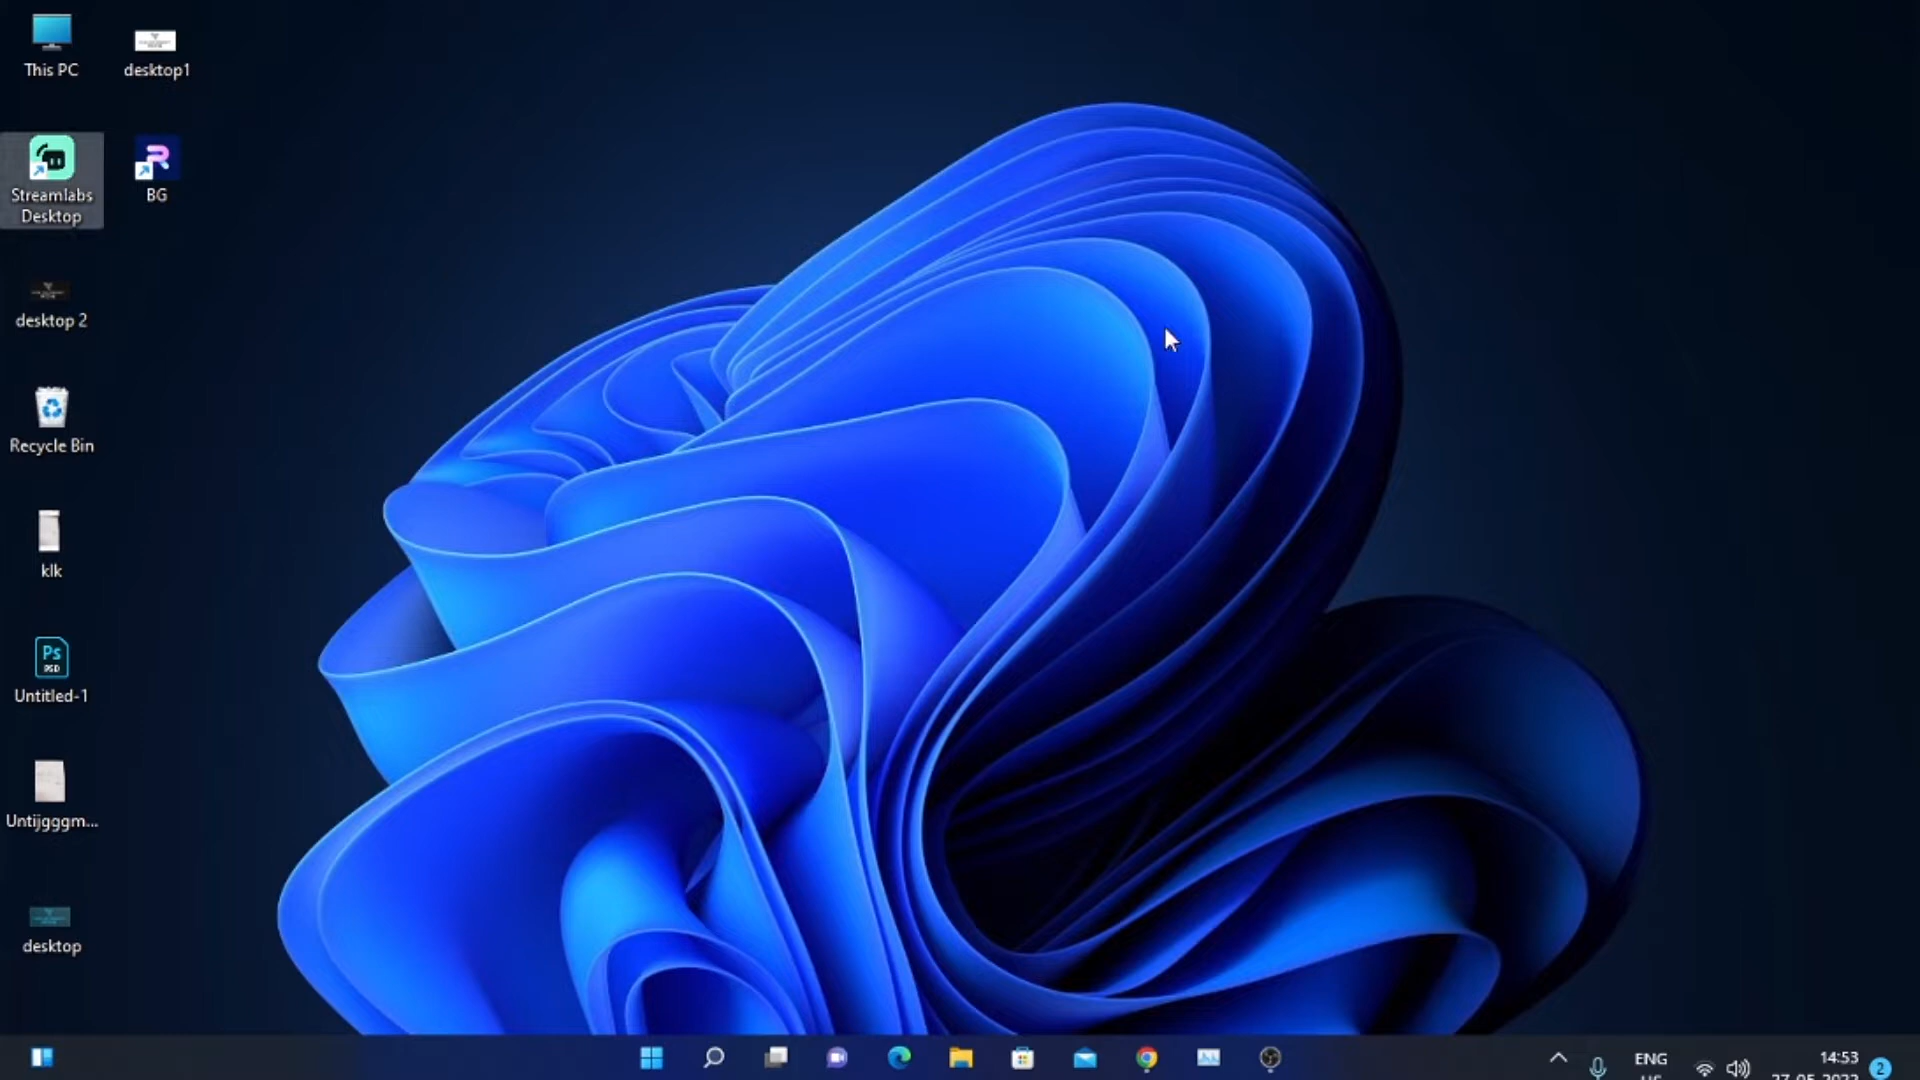 This PC
desktop1
Streamlabs
Desktop
BG
desktop 2
Recycle Bin
klk
Ps
PSD
Untitled-1
Untijgggm...
desktop
ENG
14:53
2